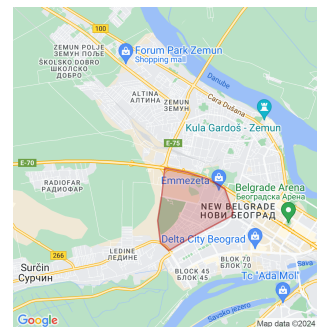 100
ZEMUN POLJE
ЗЕМУН ПОЉЕ
Forum Park Zemun
Shopping mall
ŠKOLSKO DOBRO
ШКОЛСКО
ДОБРО
Danube
ALTINA
АЛТИНА
ZEMUN
ЗЕМУН
Cara Dušana
Kula Gardoš - Zemun
E-75
E-70
RADIOFAR
РАДИОФАР
Emmezeta
Belgrade Arena
Београдска Арена
NEW BELGRADE
НОВИ БЕОГРАД
Delta City Beograd
LEDINE
ЛЕДИНЕ
266
Surčin
Сурчин
BLOCK 45
БЛОК 45
BLOK 70
БЛОК 70
Sava
Tc "Ada Mol"
Savsko jezero
Google
Map data ©2024